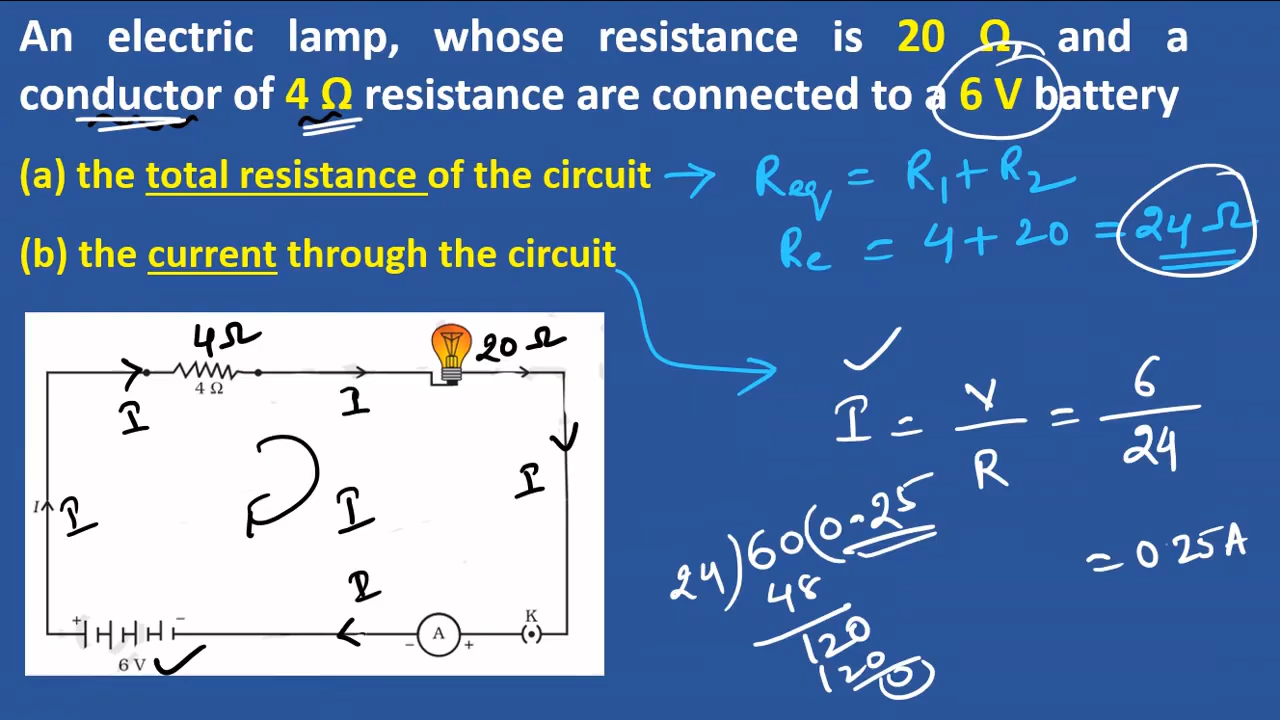 An electric lamp, whose resistance is 20 Ω, and a
conductor of 4 Ω resistance are connected to a 6 V battery
(a) the total resistance of the circuit → Req = R1 + R2
Re = 4 + 20 = 24 Ω
(b) the current through the circuit
I = V/R = 6/24
= 0.25A
24) 60 (0.25
48
120
120
0
4Ω
20 Ω
4 Ω
I
I
I
I
I
I
I
I
+ −
6 V
− A +
K